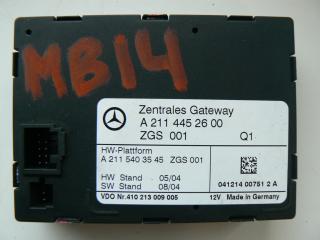 MB14
Zentrales Gateway
A 211 445 26 00
ZGS 001 Q1
HW-Plattform
A 211 540 35 45 ZGS 001
HW Stand 05/04
SW Stand 08/04
041214 00751 2 A
VDO Nr.410 213 009 005 12V Made in Germany